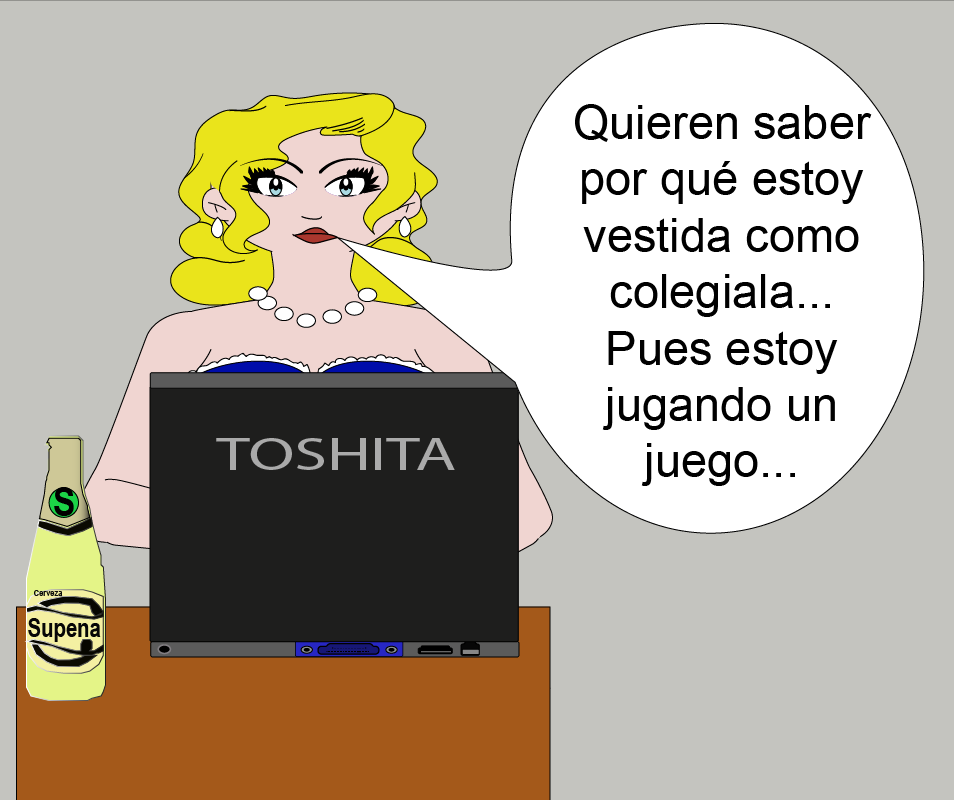 Quieren saber
por qué estoy
vestida como
colegiala...
Pues estoy
jugando un
juego...
TOSHITA
S
Cerveza
Supena